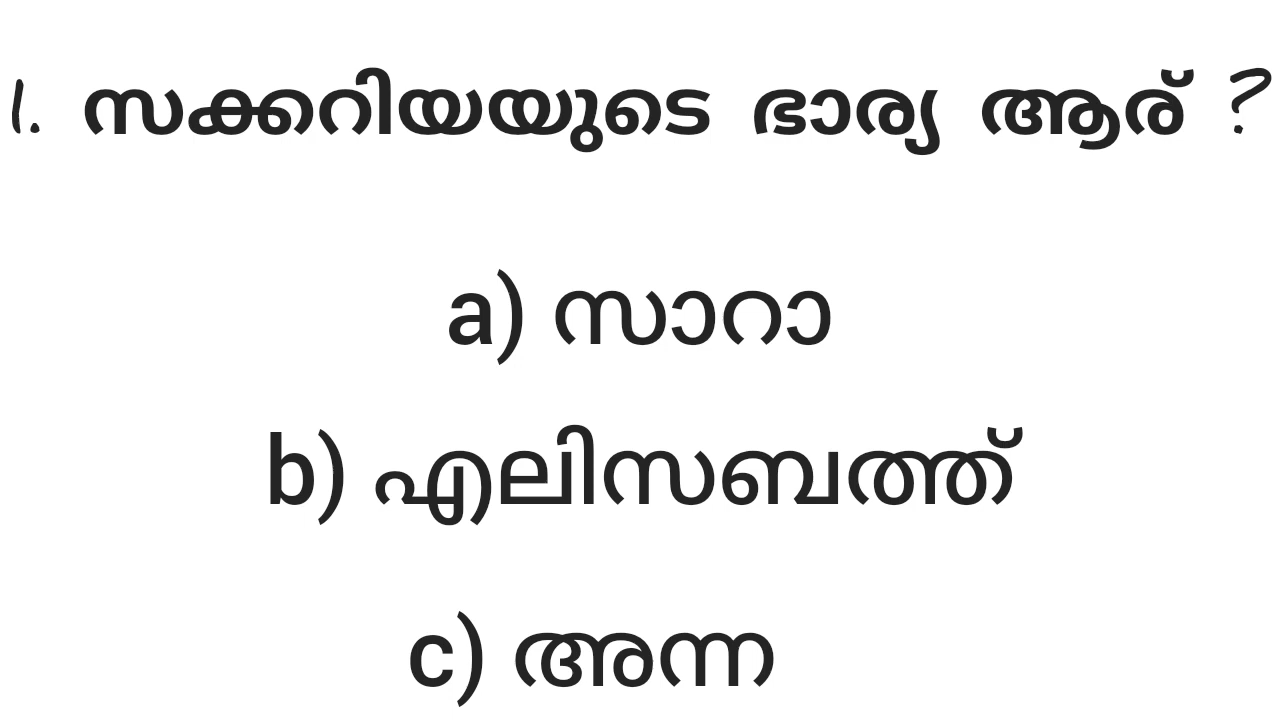 1. സക്കറിയയുടെ ഭാര്യ ആര് ?
a) സാറാ
b) എലിസബത്ത്
c) അന്ന